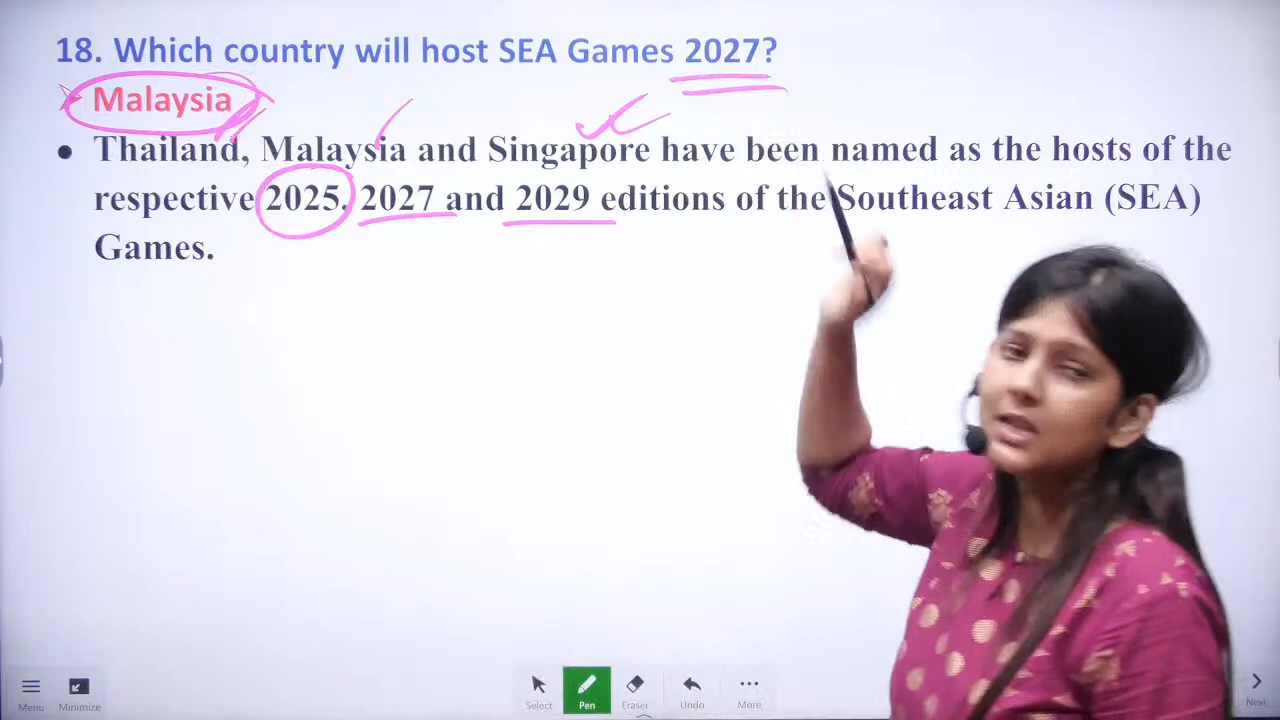 18. Which country will host SEA Games 2027?
Malaysia
Thailand, Malaysia and Singapore have been named as the hosts of the
respective 2025. 2027 and 2029 editions of the Southeast Asian (SEA)
Games.
Menu Minimize Select Pen Eraser Undo More Next